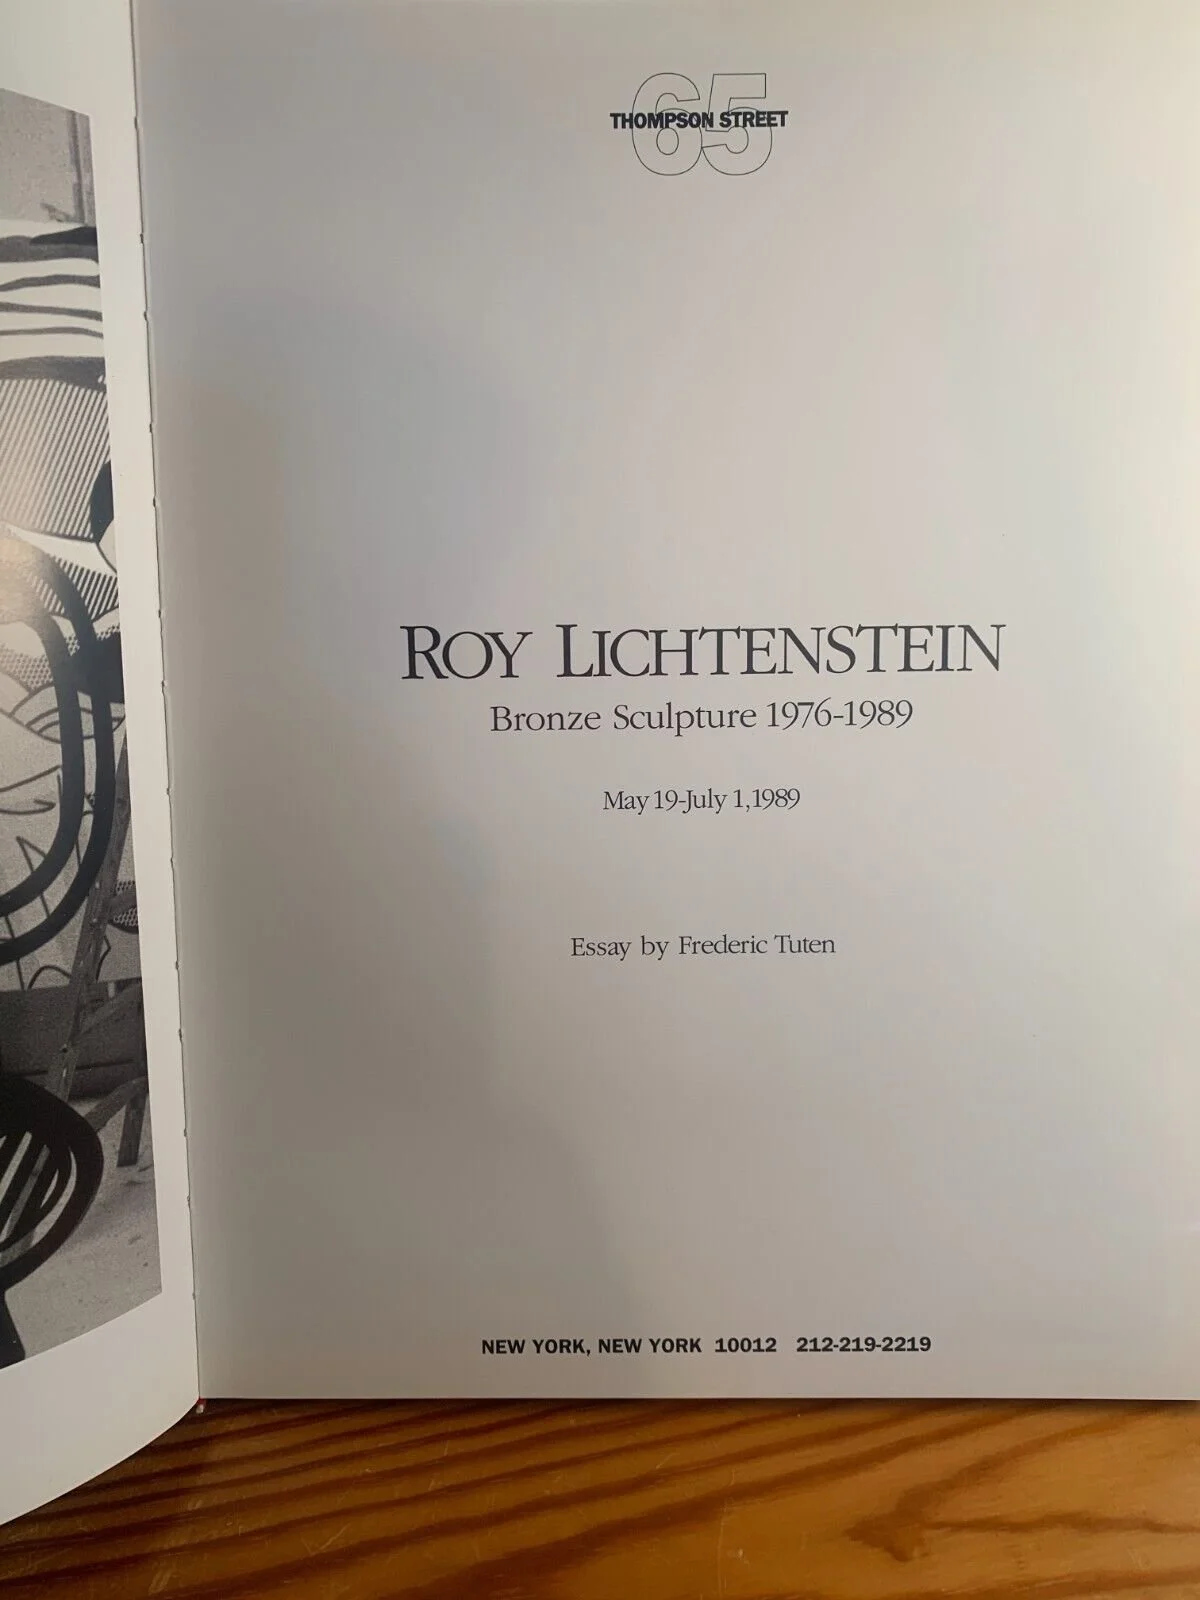 65
THOMPSON STREET
ROY LICHTENSTEIN
Bronze Sculpture 1976-1989
May 19-July 1,1989
Essay by Frederic Tuten
NEW YORK, NEW YORK 10012 212-219-2219